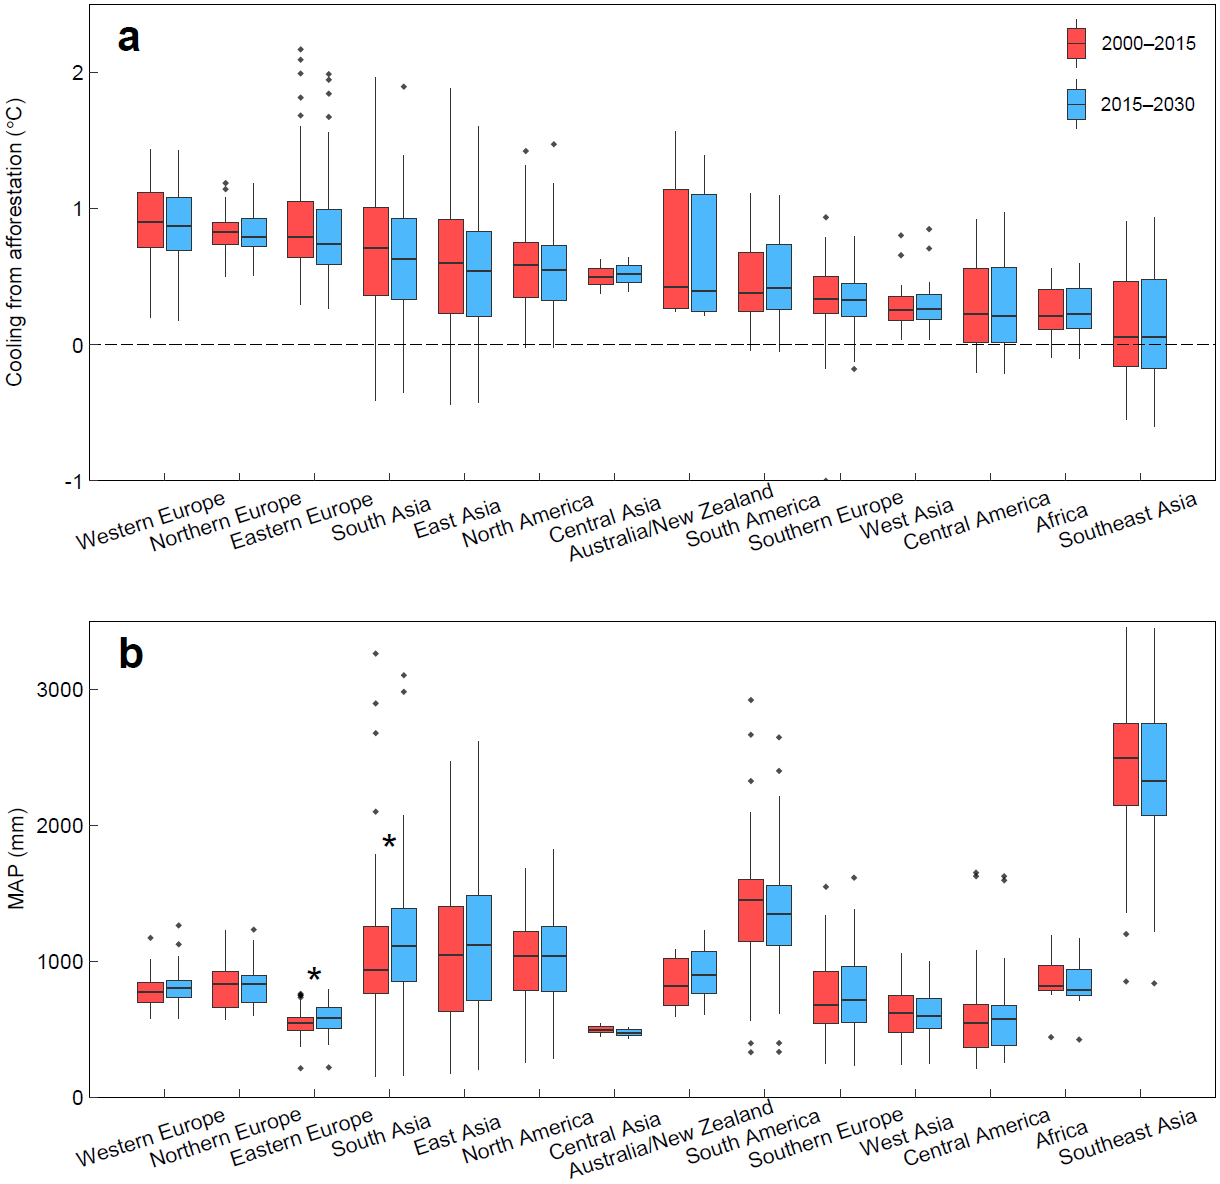 a
2000–2015
2015–2030
Cooling from afforestation (°C)
2
1
0
-1
Western Europe
Northern Europe
Eastern Europe
South Asia
East Asia
North America
Central Asia
Australia/New Zealand
South America
Southern Europe
West Asia
Central America
Africa
Southeast Asia
b
MAP (mm)
3000
2000
1000
0
*
*
Western Europe
Northern Europe
Eastern Europe
South Asia
East Asia
North America
Central Asia
Australia/New Zealand
South America
Southern Europe
West Asia
Central America
Africa
Southeast Asia